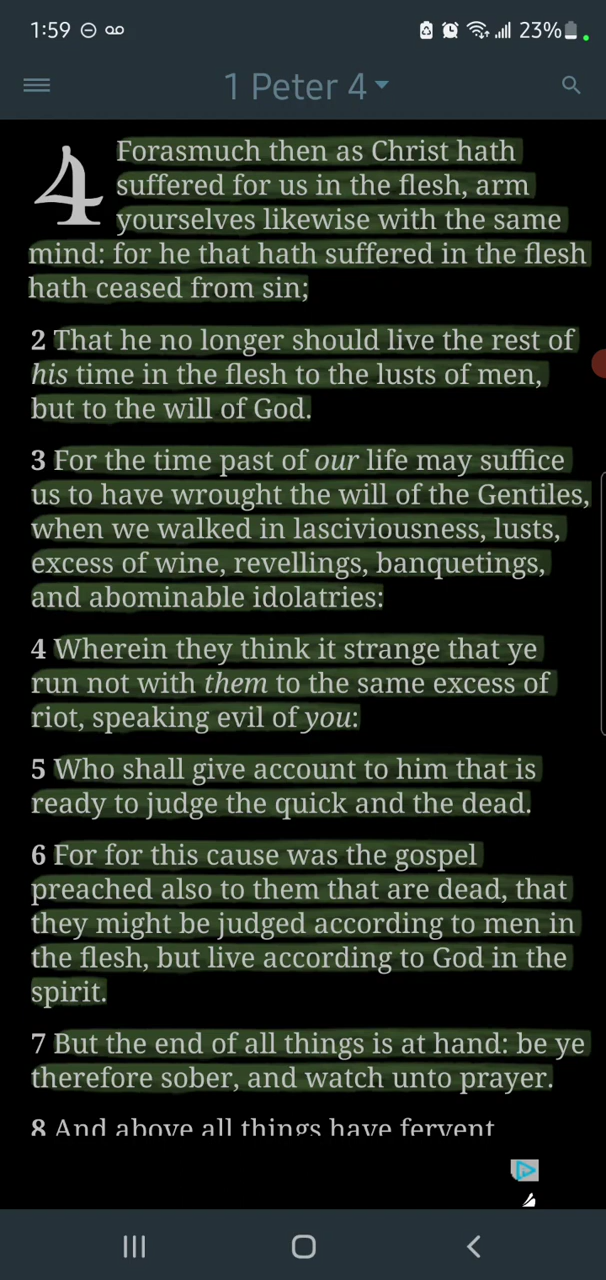 1:59
23%
1 Peter 4
4 Forasmuch then as Christ hath
suffered for us in the flesh, arm
yourselves likewise with the same
mind: for he that hath suffered in the flesh
hath ceased from sin;
2 That he no longer should live the rest of
his time in the flesh to the lusts of men,
but to the will of God.
3 For the time past of our life may suffice
us to have wrought the will of the Gentiles,
when we walked in lasciviousness, lusts,
excess of wine, revellings, banquetings,
and abominable idolatries:
4 Wherein they think it strange that ye
run not with them to the same excess of
riot, speaking evil of you:
5 Who shall give account to him that is
ready to judge the quick and the dead.
6 For for this cause was the gospel
preached also to them that are dead, that
they might be judged according to men in
the flesh, but live according to God in the
spirit.
7 But the end of all things is at hand: be ye
therefore sober, and watch unto prayer.
8 And above all things have fervent